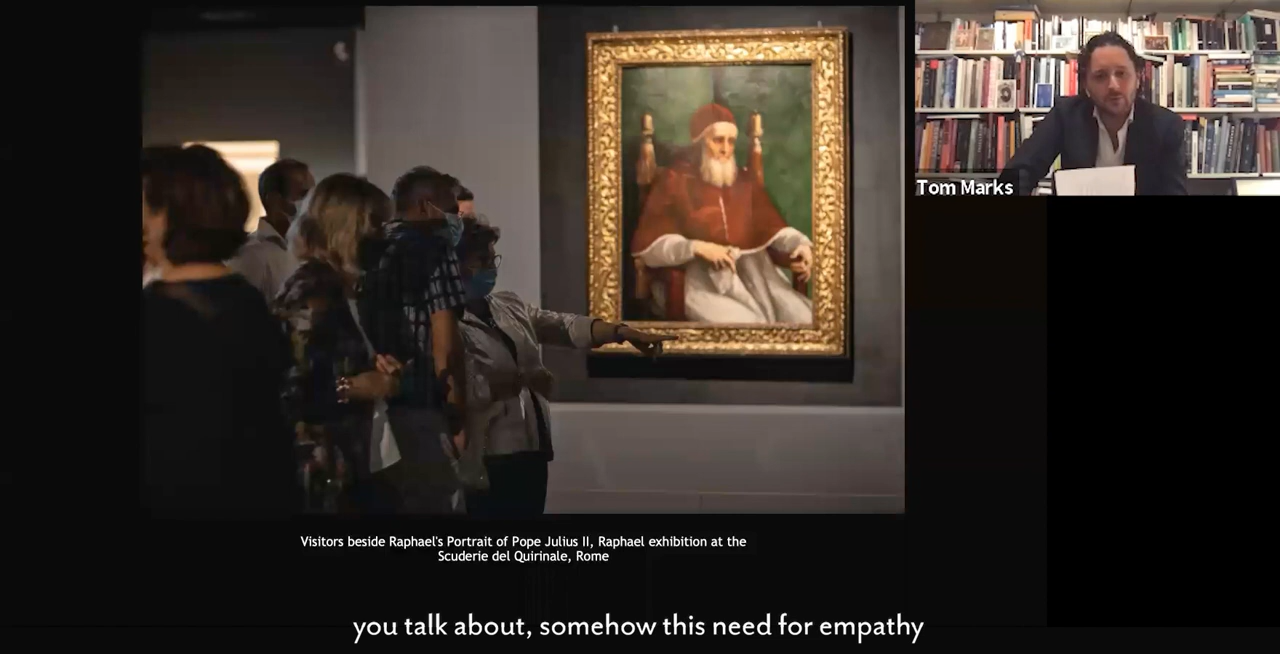 Tom Marks
Visitors beside Raphael's Portrait of Pope Julius II, Raphael exhibition at the
Scuderie del Quirinale, Rome
you talk about, somehow this need for empathy